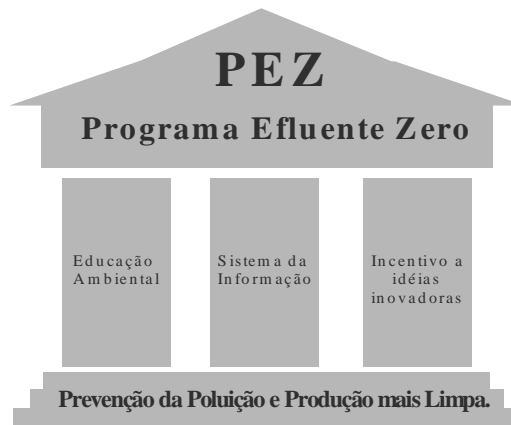 PEZ
Programa Efluente Zero
Educação
Ambiental
Sistema da
Informação
Incentivo a
idéias
inovadoras
Prevenção da Poluição e Produção mais Limpa.